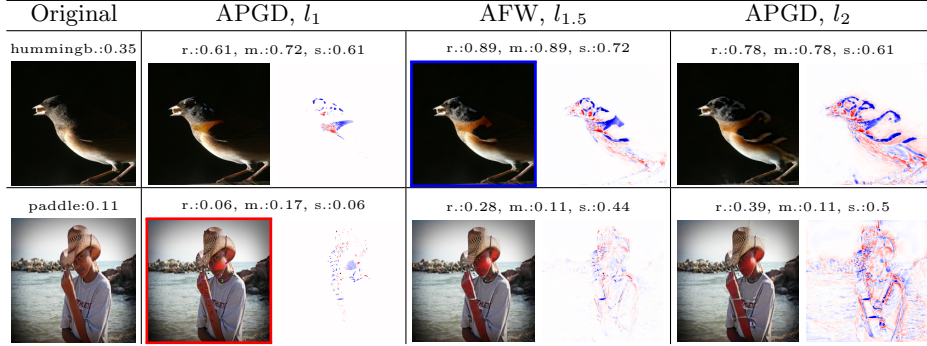 Original APGD, l₁ AFW, l₁.₅ APGD, l₂
hummingb.:0.35 r.:0.61, m.:0.72, s.:0.61 r.:0.89, m.:0.89, s.:0.72 r.:0.78, m.:0.78, s.:0.61
paddle:0.11 r.:0.06, m.:0.17, s.:0.06 r.:0.28, m.:0.11, s.:0.44 r.:0.39, m.:0.11, s.:0.5